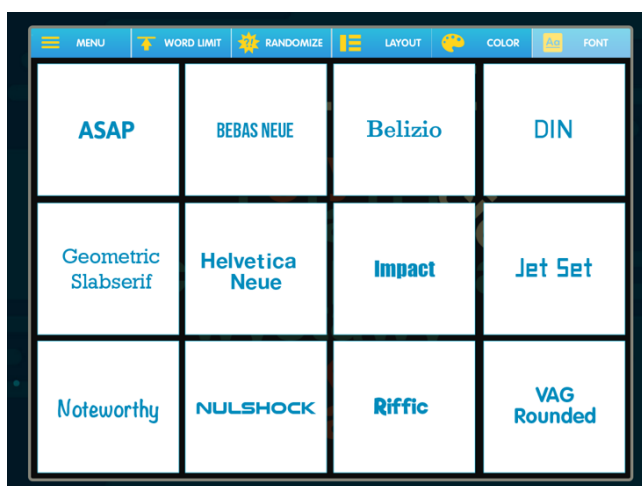 MENU
WORD LIMIT
?!
RANDOMIZE
LAYOUT
COLOR
Aa
FONT
ASAP
BEBAS NEUE
Belizio
DIN
Geometric
Slabserif
Helvetica
Neue
Impact
Jet Set
Noteworthy
NULSHOCK
Riffic
VAG
Rounded